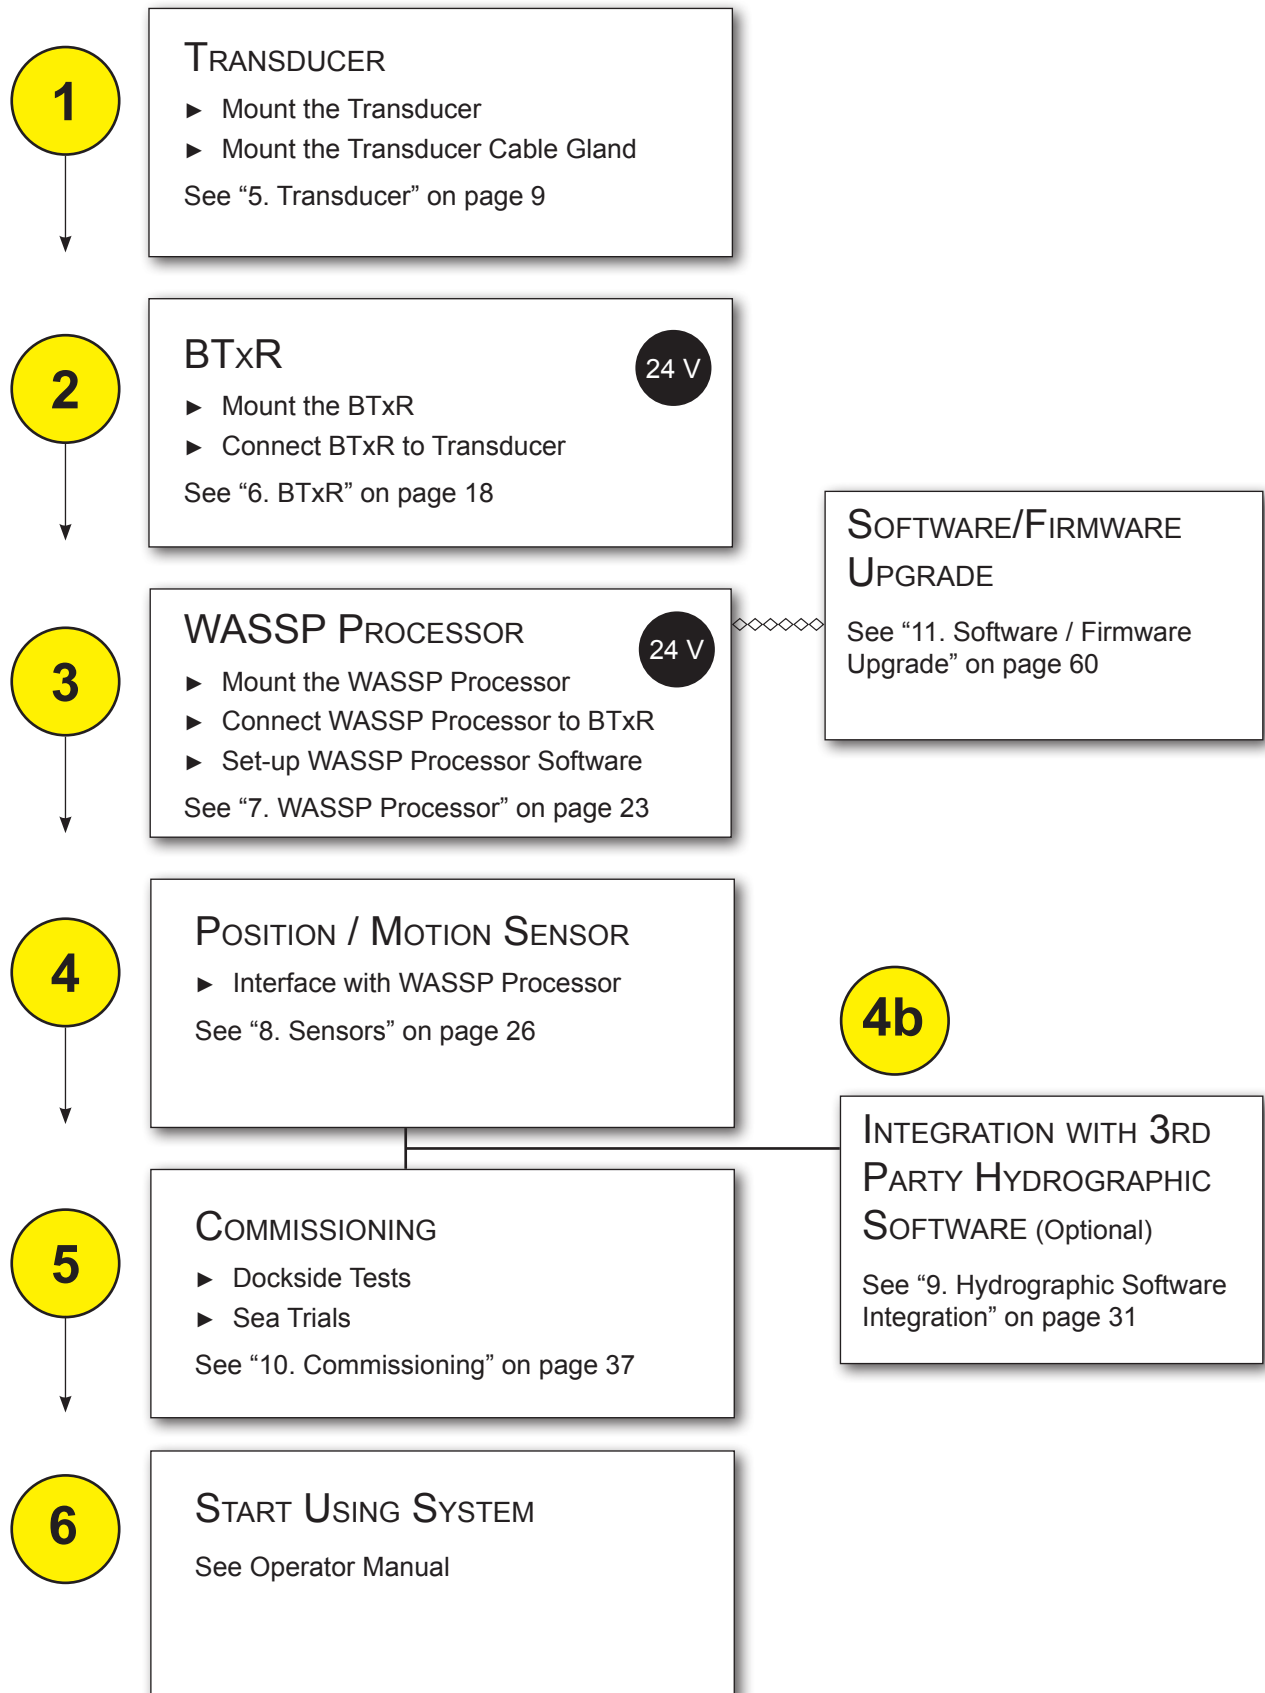 1
TRANSDUCER
► Mount the Transducer
► Mount the Transducer Cable Gland
See “5. Transducer” on page 9
2
BTxR
24 V
► Mount the BTxR
► Connect BTxR to Transducer
See “6. BTxR” on page 18
3
WASSP PROCESSOR
24 V
► Mount the WASSP Processor
► Connect WASSP Processor to BTxR
► Set-up WASSP Processor Software
See “7. WASSP Processor” on page 23
SOFTWARE/FIRMWARE
UPGRADE
See “11. Software / Firmware
Upgrade” on page 60
4
POSITION / MOTION SENSOR
► Interface with WASSP Processor
See “8. Sensors” on page 26
4b
INTEGRATION WITH 3RD
PARTY HYDROGRAPHIC
SOFTWARE (Optional)
See “9. Hydrographic Software
Integration” on page 31
5
COMMISSIONING
► Dockside Tests
► Sea Trials
See “10. Commissioning” on page 37
6
START USING SYSTEM
See Operator Manual